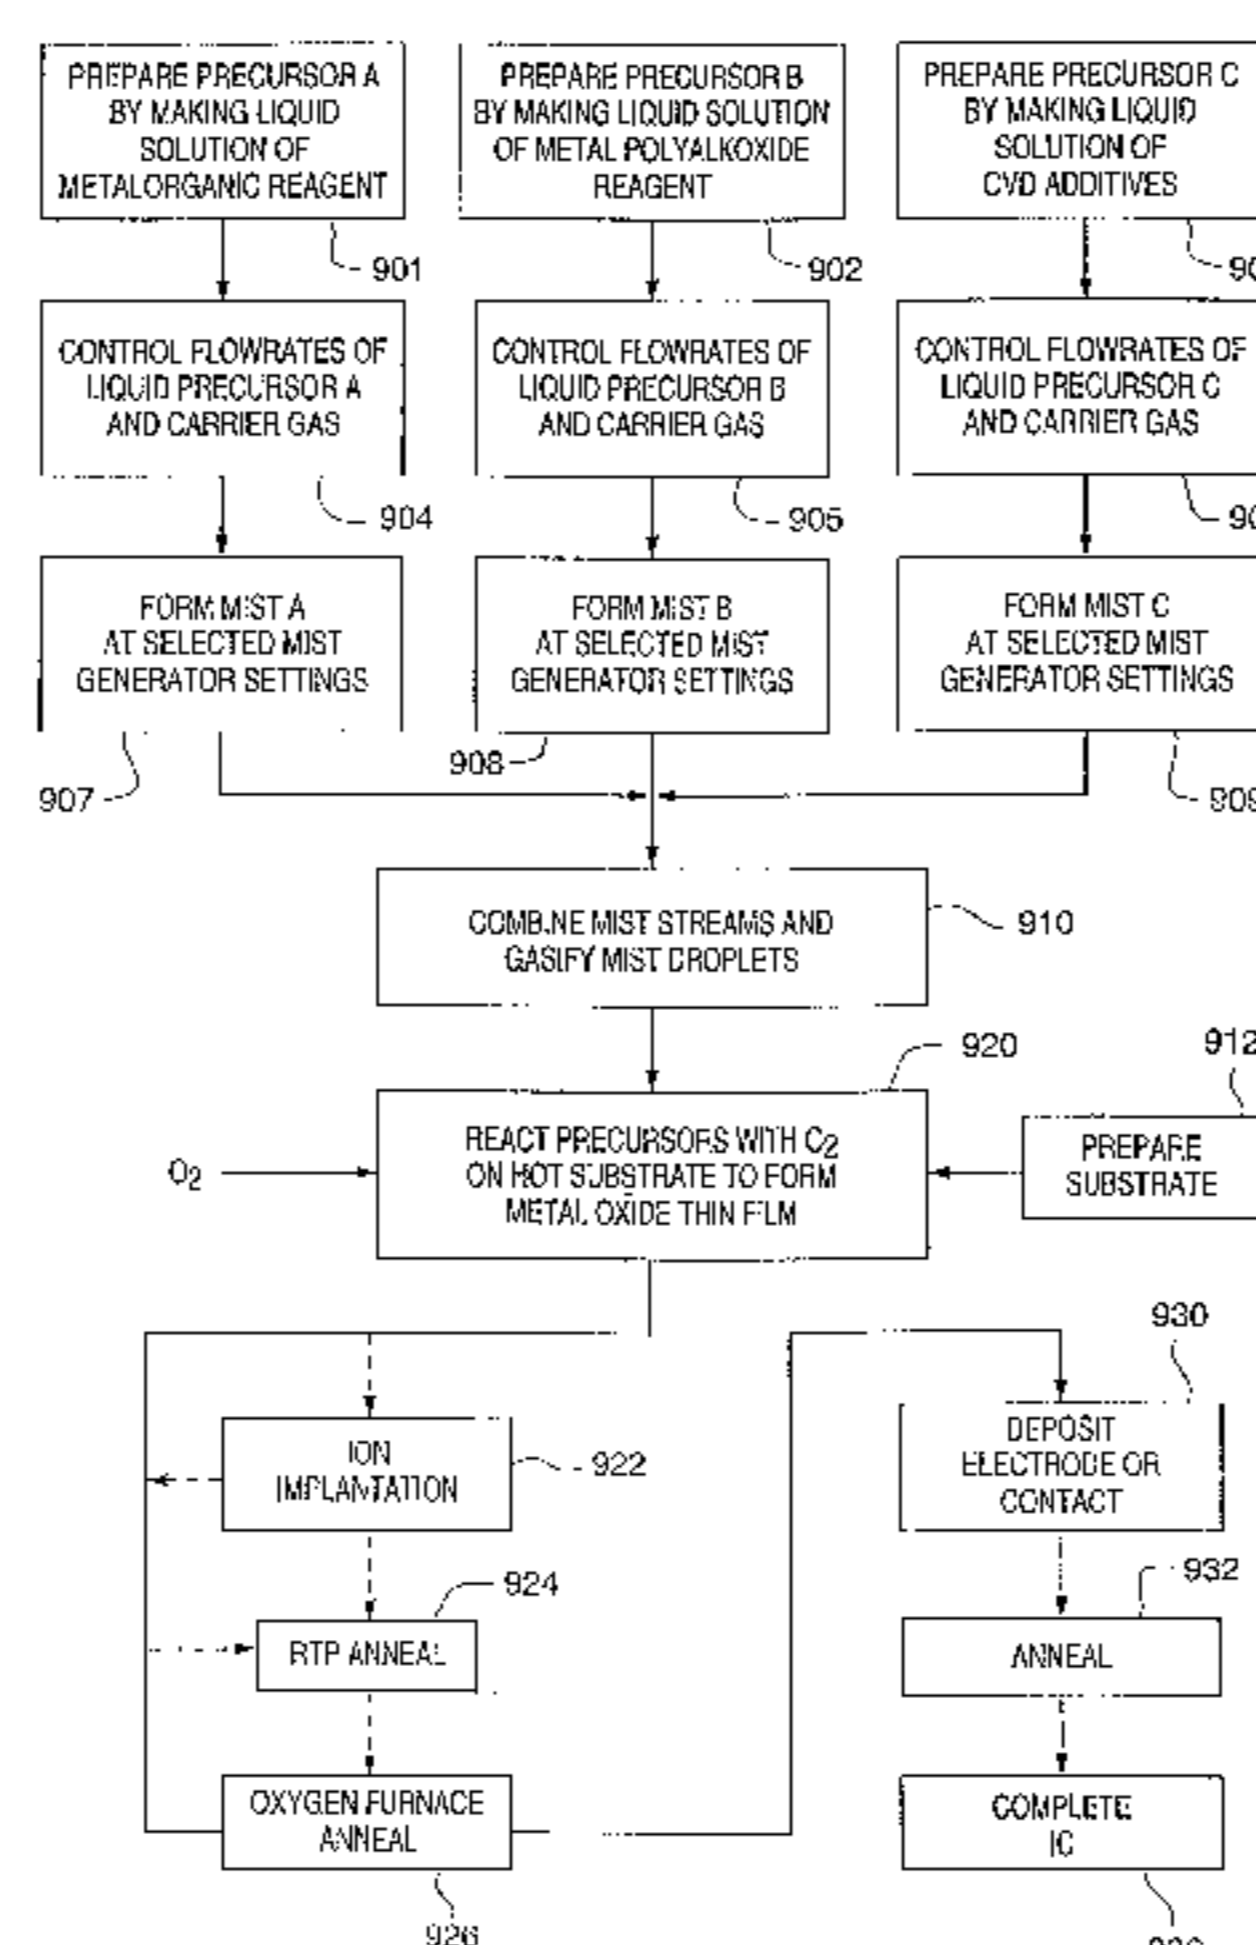 PREPARE PRECURSOR A
BY MAKING LIQUID
SOLUTION OF
METALORGANIC REAGENT
901
PREPARE PRECURSOR B
BY MAKING LIQUID SOLUTION
OF METAL POLYALKOXIDE
REAGENT
902
PREPARE PRECURSOR C
BY MAKING LIQUID
SOLUTION OF
CVD ADDITIVES
CONTROL FLOWRATES OF
LIQUID PRECURSOR A
AND CARRIER GAS
904
CONTROL FLOWRATES OF
LIQUID PRECURSOR B
AND CARRIER GAS
905
CONTROL FLOWRATES OF
LIQUID PRECURSOR C
AND CARRIER GAS
FORM MIST A
AT SELECTED MIST
GENERATOR SETTINGS
907
FORM MIST B
AT SELECTED MIST
GENERATOR SETTINGS
908
FORM MIST C
AT SELECTED MIST
GENERATOR SETTINGS
909
COMBINE MIST STREAMS AND
GASIFY MIST DROPLETS
910
920
912
O2
REACT PRECURSORS WITH O2
ON HOT SUBSTRATE TO FORM
METAL OXIDE THIN FILM
PREPARE
SUBSTRATE
930
ION
IMPLANTATION
922
DEPOSIT
ELECTRODE OR
CONTACT
924
932
RTP ANNEAL
ANNEAL
OXYGEN FURNACE
ANNEAL
926
COMPLETE
IC